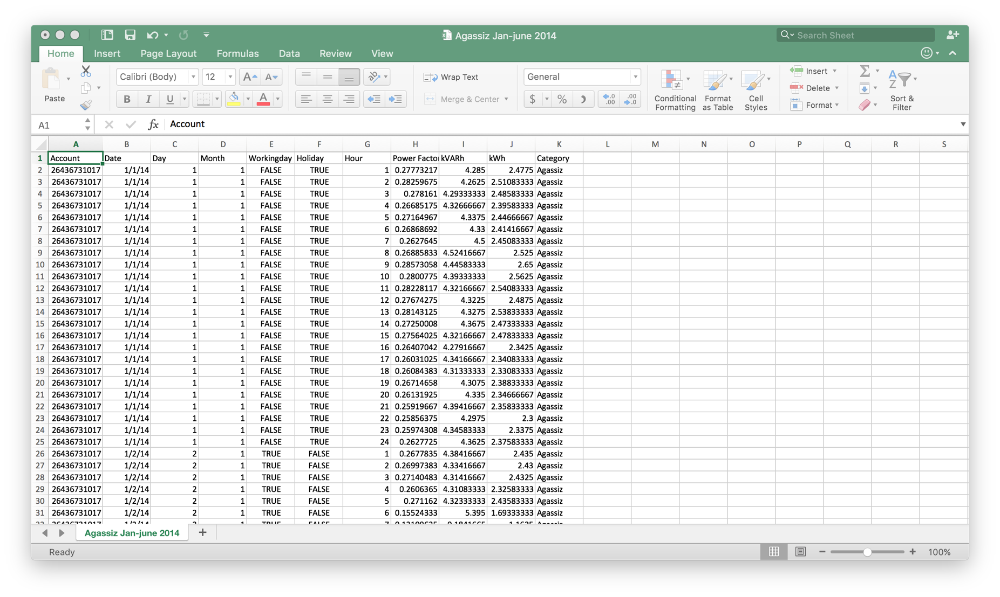 Agassiz Jan-june 2014
Search Sheet
Home Insert Page Layout Formulas Data Review View
Paste
Calibri (Body) 12
Wrap Text
Merge & Center
General
Conditional Formatting
Format as Table
Cell Styles
Insert
Delete
Format
Sort & Filter
A1 fx Account
A B C D E F G H I J K L M N O P Q R S
1 Account Date Day Month Workingday Holiday Hour Power Facto kVARh kWh Category
2 26436731017 1/1/14 1 1 FALSE TRUE 1 0.27773217 4.285 2.4775 Agassiz
3 26436731017 1/1/14 1 1 FALSE TRUE 2 0.28259675 4.2625 2.51083333 Agassiz
4 26436731017 1/1/14 1 1 FALSE TRUE 3 0.278161 4.29333333 2.48583333 Agassiz
5 26436731017 1/1/14 1 1 FALSE TRUE 4 0.26685175 4.32666667 2.39583333 Agassiz
6 26436731017 1/1/14 1 1 FALSE TRUE 5 0.27164967 4.3375 2.44666667 Agassiz
7 26436731017 1/1/14 1 1 FALSE TRUE 6 0.26868692 4.33 2.41416667 Agassiz
8 26436731017 1/1/14 1 1 FALSE TRUE 7 0.2627645 4.5 2.45083333 Agassiz
9 26436731017 1/1/14 1 1 FALSE TRUE 8 0.26885833 4.52416667 2.525 Agassiz
10 26436731017 1/1/14 1 1 FALSE TRUE 9 0.28573058 4.44583333 2.65 Agassiz
11 26436731017 1/1/14 1 1 FALSE TRUE 10 0.2800775 4.39333333 2.5625 Agassiz
12 26436731017 1/1/14 1 1 FALSE TRUE 11 0.28228117 4.32166667 2.54083333 Agassiz
13 26436731017 1/1/14 1 1 FALSE TRUE 12 0.27674275 4.3225 2.4875 Agassiz
14 26436731017 1/1/14 1 1 FALSE TRUE 13 0.28143125 4.3275 2.53833333 Agassiz
15 26436731017 1/1/14 1 1 FALSE TRUE 14 0.27250008 4.3675 2.47333333 Agassiz
16 26436731017 1/1/14 1 1 FALSE TRUE 15 0.27564025 4.32166667 2.47833333 Agassiz
17 26436731017 1/1/14 1 1 FALSE TRUE 16 0.26407042 4.27916667 2.3425 Agassiz
18 26436731017 1/1/14 1 1 FALSE TRUE 17 0.26031025 4.34166667 2.34083333 Agassiz
19 26436731017 1/1/14 1 1 FALSE TRUE 18 0.26084383 4.31333333 2.33083333 Agassiz
20 26436731017 1/1/14 1 1 FALSE TRUE 19 0.26714658 4.3075 2.38833333 Agassiz
21 26436731017 1/1/14 1 1 FALSE TRUE 20 0.26131925 4.335 2.34666667 Agassiz
22 26436731017 1/1/14 1 1 FALSE TRUE 21 0.25919667 4.39416667 2.35833333 Agassiz
23 26436731017 1/1/14 1 1 FALSE TRUE 22 0.25856375 4.2975 2.3 Agassiz
24 26436731017 1/1/14 1 1 FALSE TRUE 23 0.25974308 4.34583333 2.3375 Agassiz
25 26436731017 1/1/14 1 1 FALSE TRUE 24 0.2627725 4.3625 2.37583333 Agassiz
26 26436731017 1/2/14 2 1 TRUE FALSE 1 0.2677835 4.38416667 2.435 Agassiz
27 26436731017 1/2/14 2 1 TRUE FALSE 2 0.26997383 4.33416667 2.43 Agassiz
28 26436731017 1/2/14 2 1 TRUE FALSE 3 0.27140483 4.31416667 2.4325 Agassiz
29 26436731017 1/2/14 2 1 TRUE FALSE 4 0.2606365 4.31083333 2.32583333 Agassiz
30 26436731017 1/2/14 2 1 TRUE FALSE 5 0.271162 4.32333333 2.43583333 Agassiz
31 26436731017 1/2/14 2 1 TRUE FALSE 6 0.15524333 5.395 1.69333333 Agassiz
Agassiz Jan-june 2014
Ready
100%